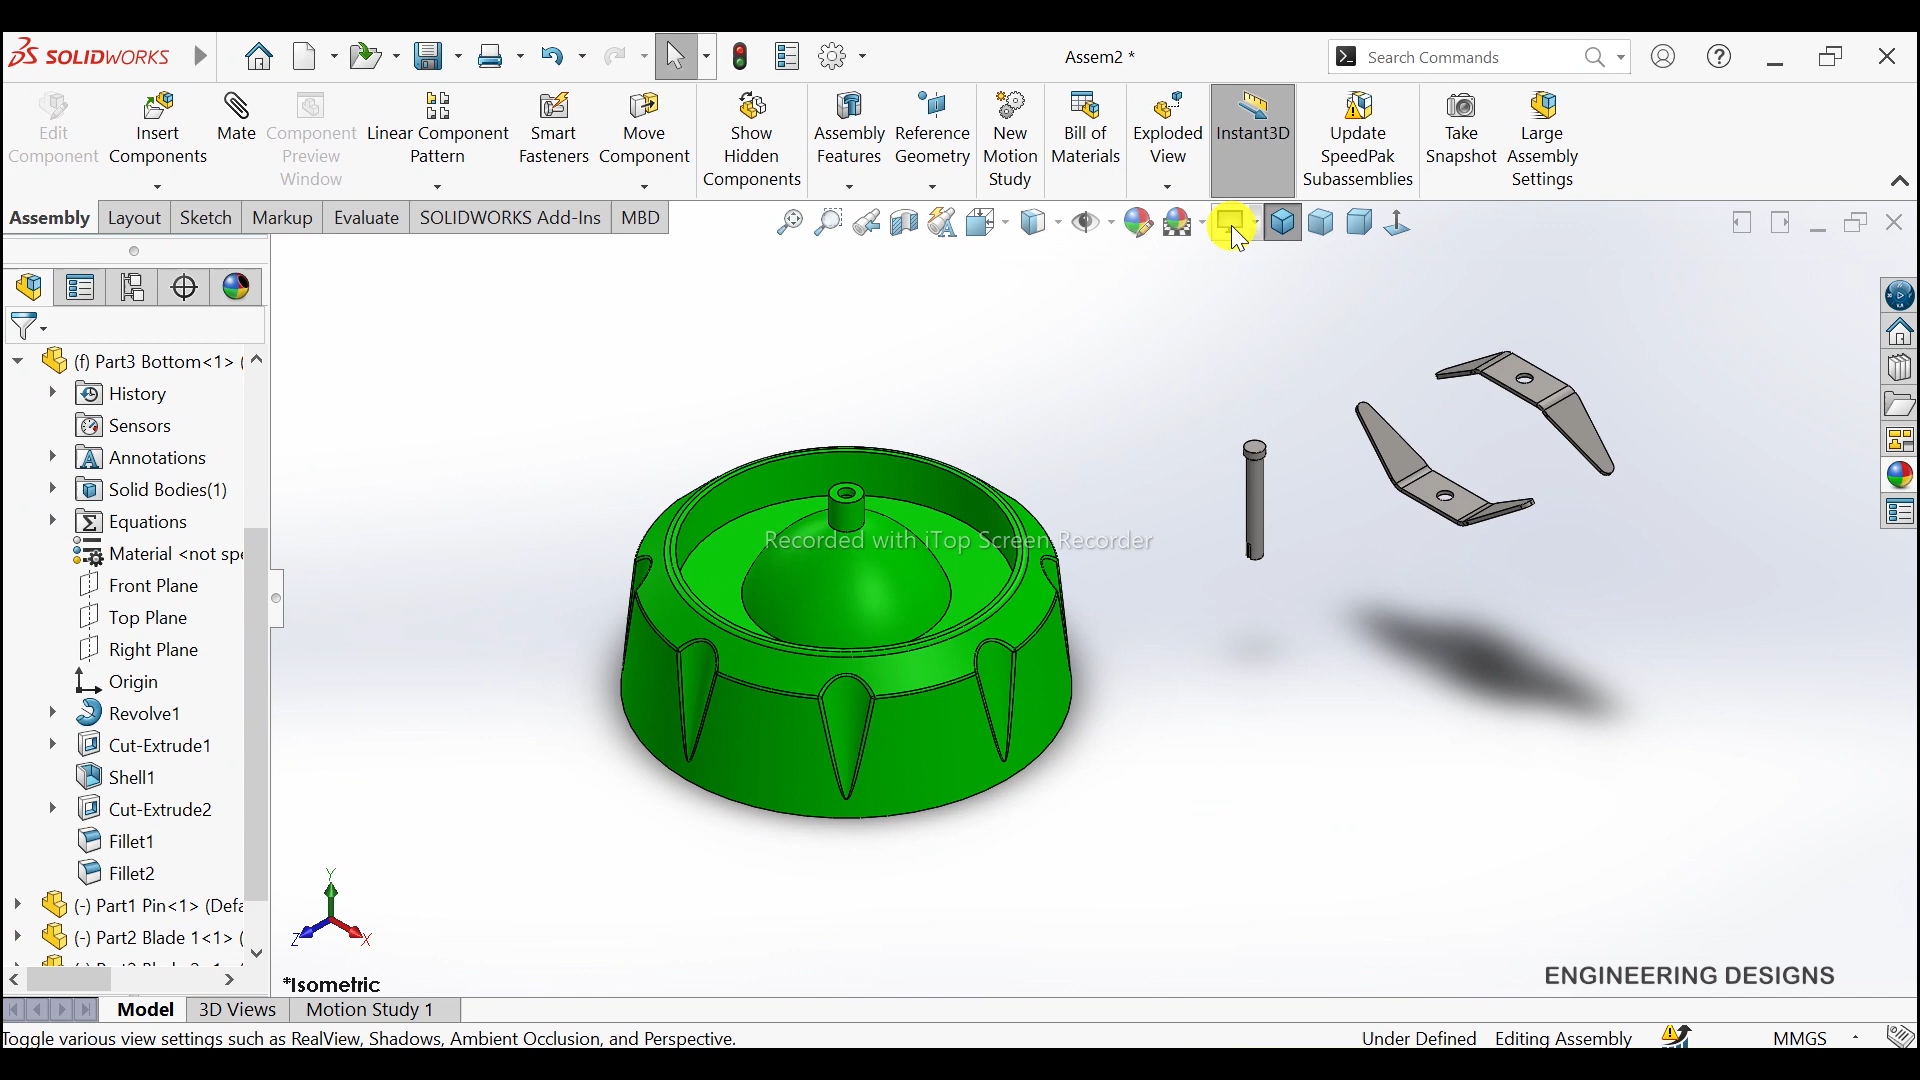 SOLIDWORKS
Assem2 *
Search Commands
Edit Component
Insert Components
Mate
Component Preview Window
Linear Component Pattern
Smart Fasteners
Move Component
Show Hidden Components
Assembly Features
Reference Geometry
New Motion Study
Bill of Materials
Exploded View
Instant3D
Update SpeedPak Subassemblies
Take Snapshot
Large Assembly Settings
Assembly
Layout
Sketch
Markup
Evaluate
SOLIDWORKS Add-Ins
MBD
(f) Part3 Bottom<1> (
History
Sensors
Annotations
Solid Bodies(1)
Equations
Material <not spe
Front Plane
Top Plane
Right Plane
Origin
Revolve1
Cut-Extrude1
Shell1
Cut-Extrude2
Fillet1
Fillet2
(-) Part1 Pin<1> (Defa
(-) Part2 Blade 1<1> (
Recorded with iTop Screen Recorder
Y
Z
X
*Isometric
ENGINEERING DESIGNS
Model
3D Views
Motion Study 1
Toggle various view settings such as RealView, Shadows, Ambient Occlusion, and Perspective.
Under Defined
Editing Assembly
MMGS